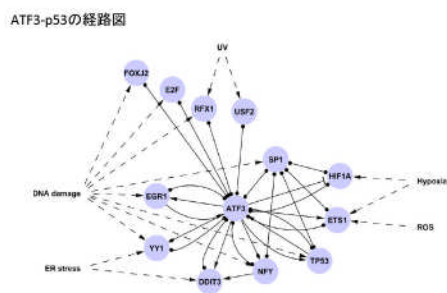 ATF3-p53の経路図
UV
FOXJ2
E2F
RFX1
USF2
SP1
HIF1A
Hypoxia
DNA damage
EGR1
ATF3
ETS1
ROS
YY1
TP53
ER stress
DDIT3
NFY